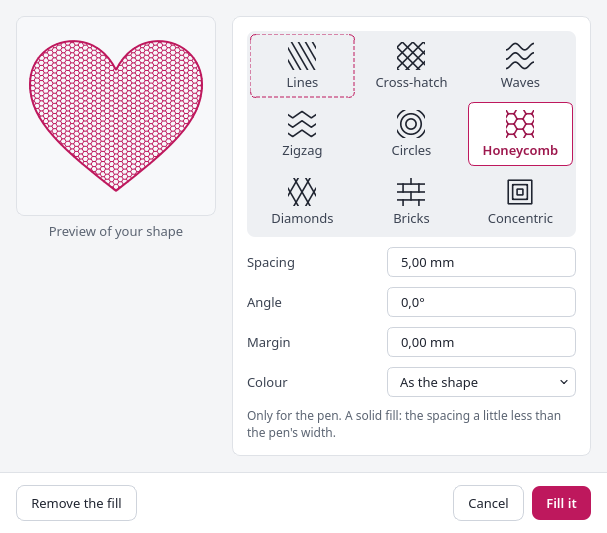 Lines
Cross-hatch
Waves
Zigzag
Circles
Honeycomb
Diamonds
Bricks
Concentric
Preview of your shape
Spacing
5,00 mm
Angle
0,0°
Margin
0,00 mm
Colour
As the shape
Only for the pen. A solid fill: the spacing a little less than
the pen's width.
Remove the fill
Cancel
Fill it